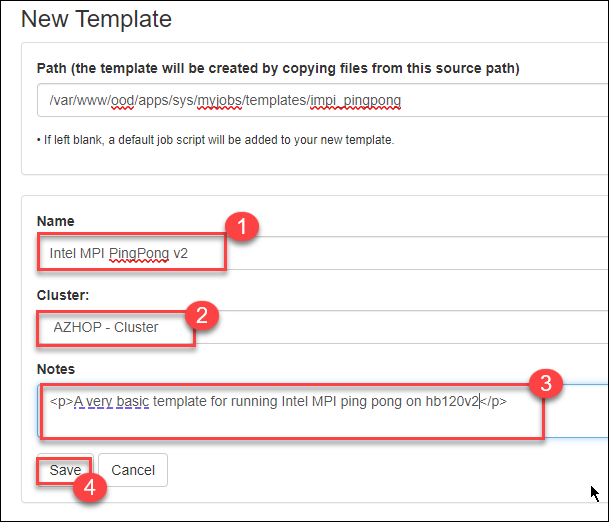 New Template
Path (the template will be created by copying files from this source path)
/var/www/ood/apps/sys/myjobs/templates/impi_pingpong
• If left blank, a default job script will be added to your new template.
Name
1
Intel MPI PingPong v2
Cluster:
2
AZHOP - Cluster
Notes
3
<p>A very basic template for running Intel MPI ping pong on hb120v2</p>
Save
Cancel
4